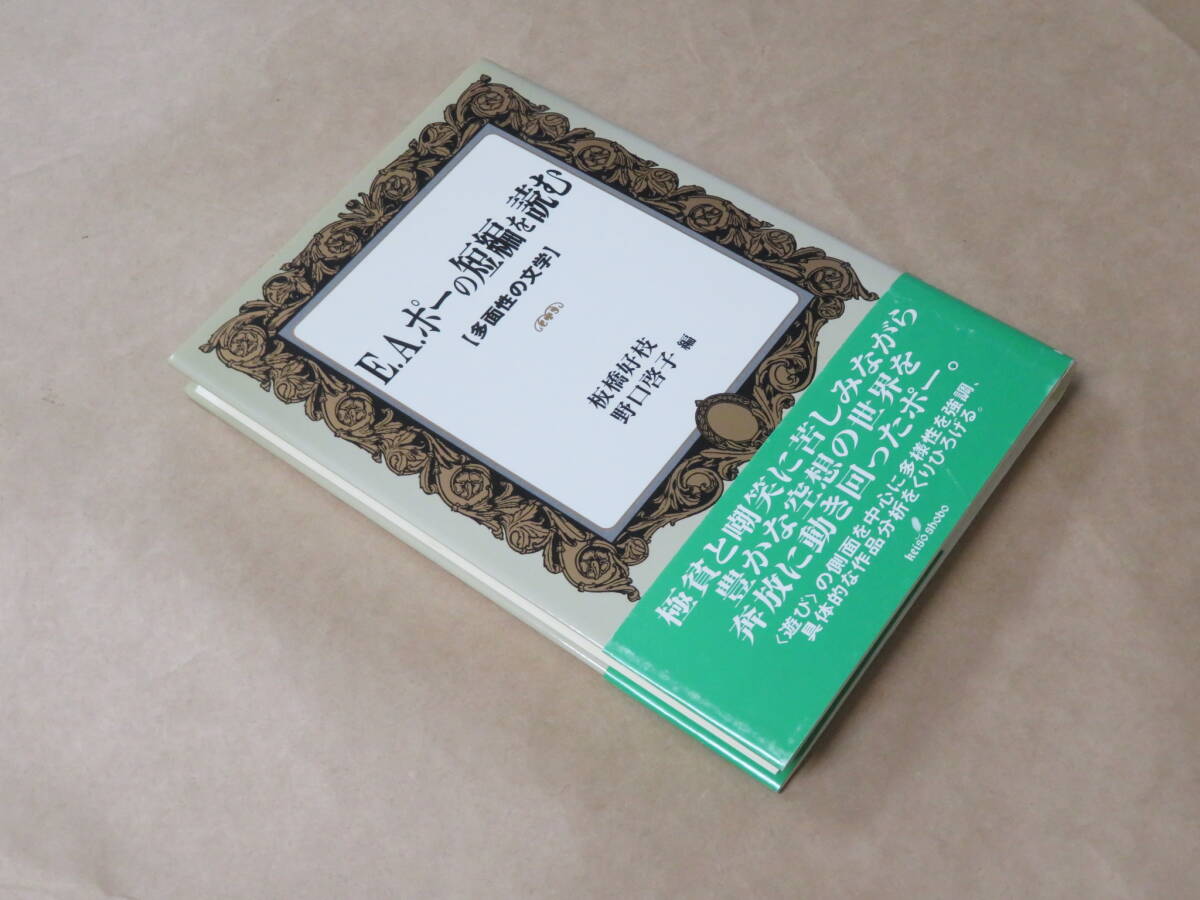 E.A.ポーの短編を読む
【多面性の文学】
板橋好枝
野口啓子 編
極貧と嘲笑に苦しみながら
豊かな空想の世界を
奔放に動き回ったポー。
〈遊び〉の側面を中心に多様性を強調、
具体的な作品分析をくりひろげる。
keiso shobo